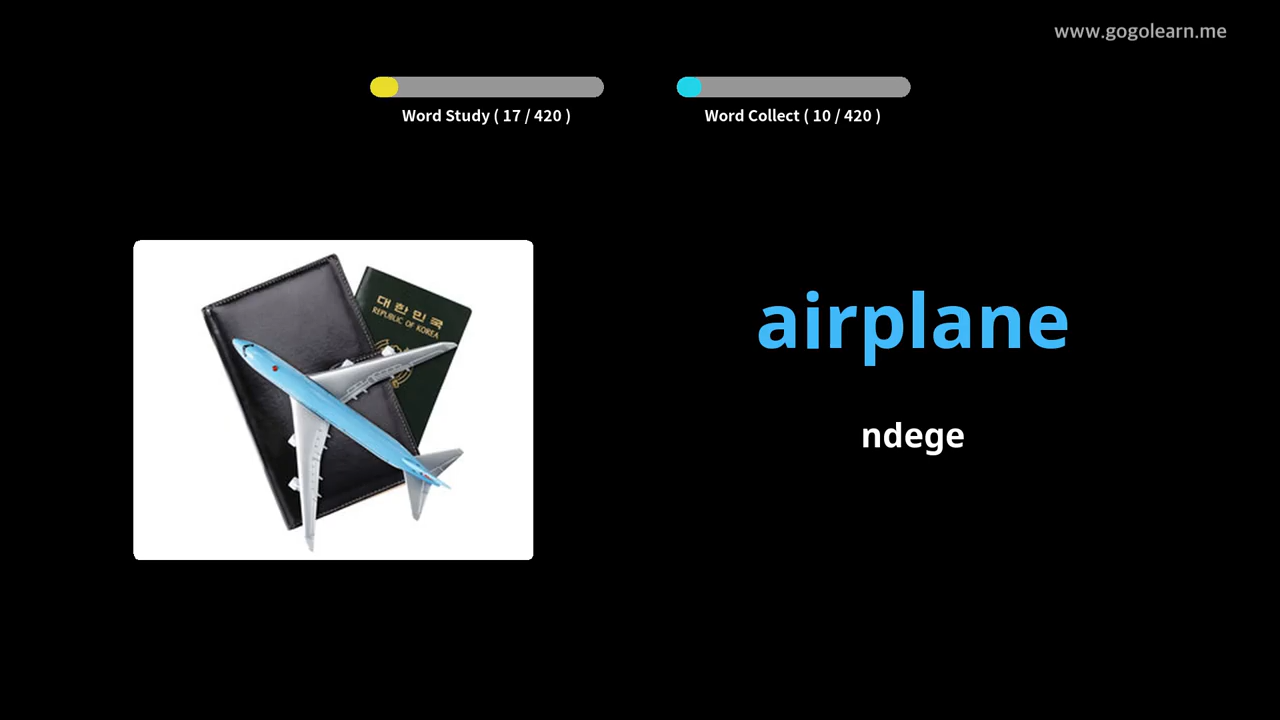 www.gogolearn.me
Word Study ( 17 / 420 )
Word Collect ( 10 / 420 )
대한민국
REPUBLIC OF KOREA
airplane
ndege